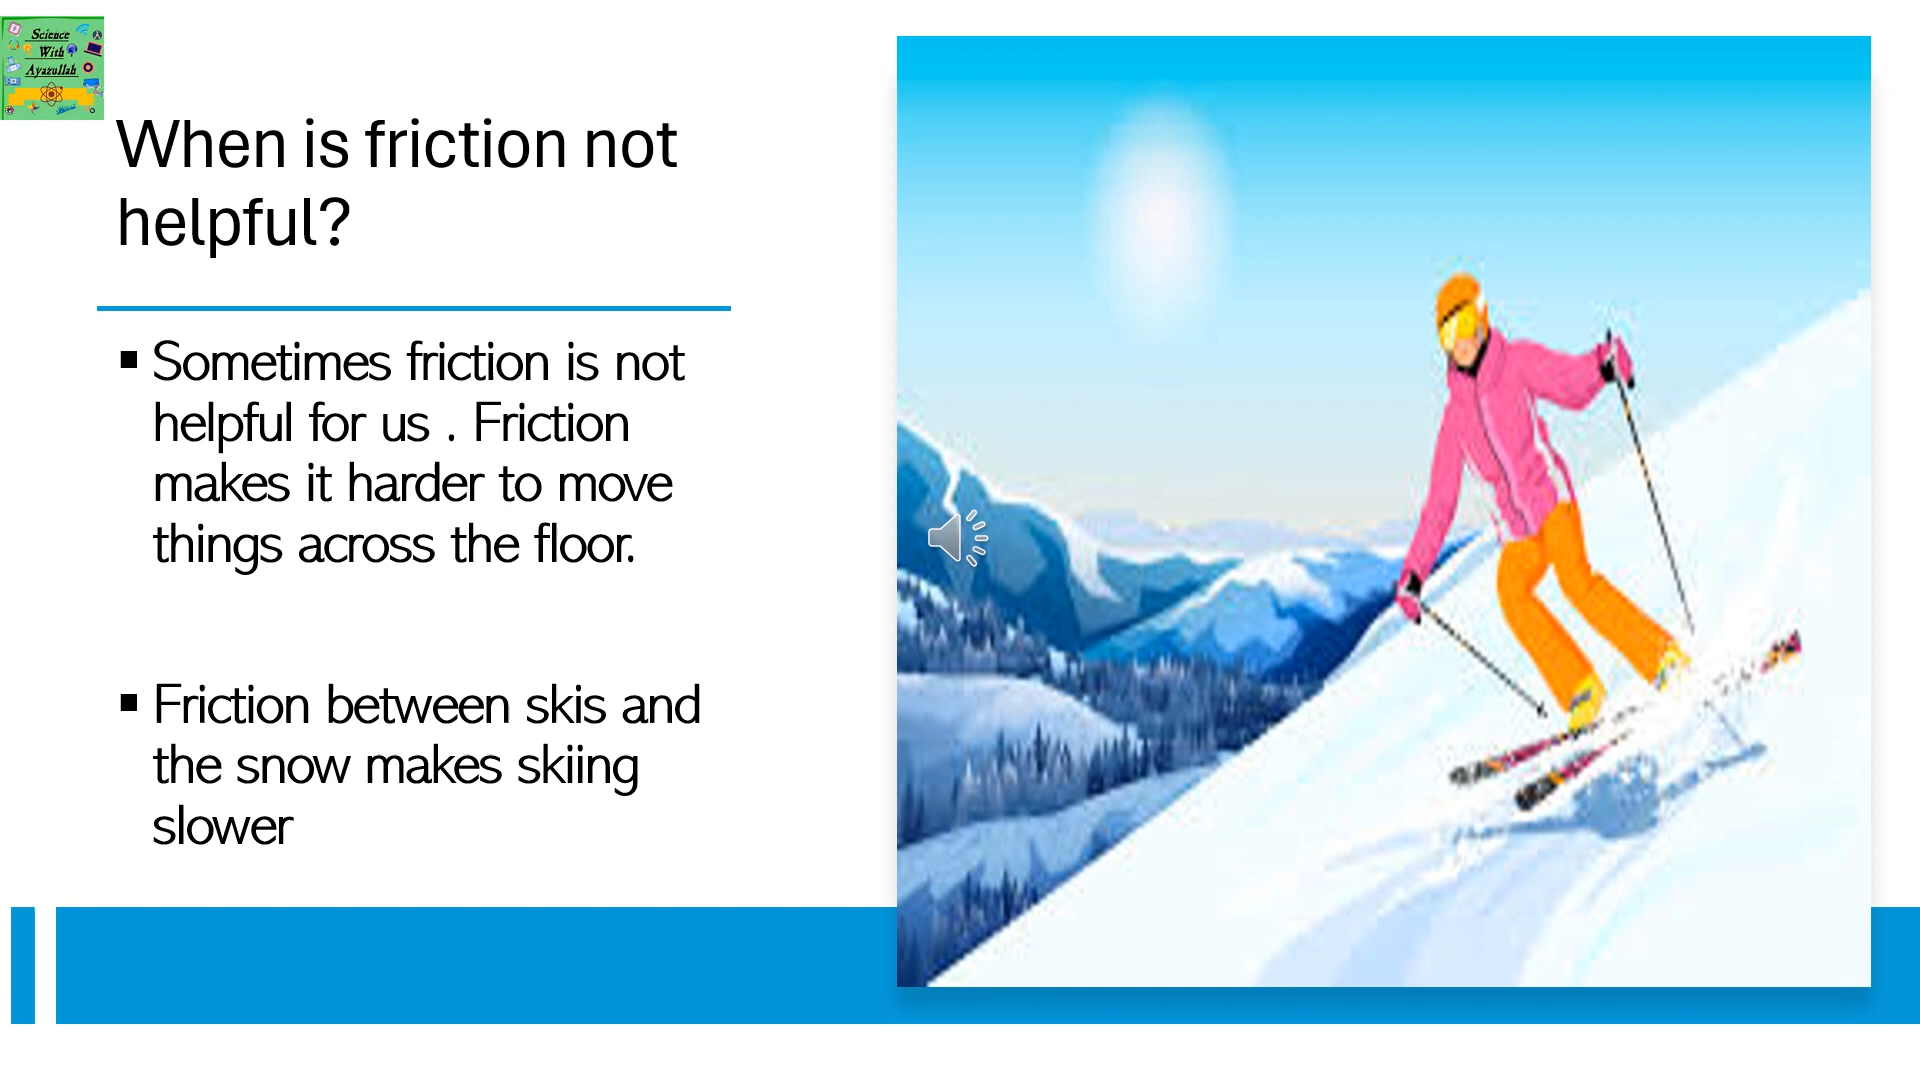 Science
With
Ayazullah
When is friction not
helpful?
▪ Sometimes friction is not
helpful for us . Friction
makes it harder to move
things across the floor.
▪ Friction between skis and
the snow makes skiing
slower